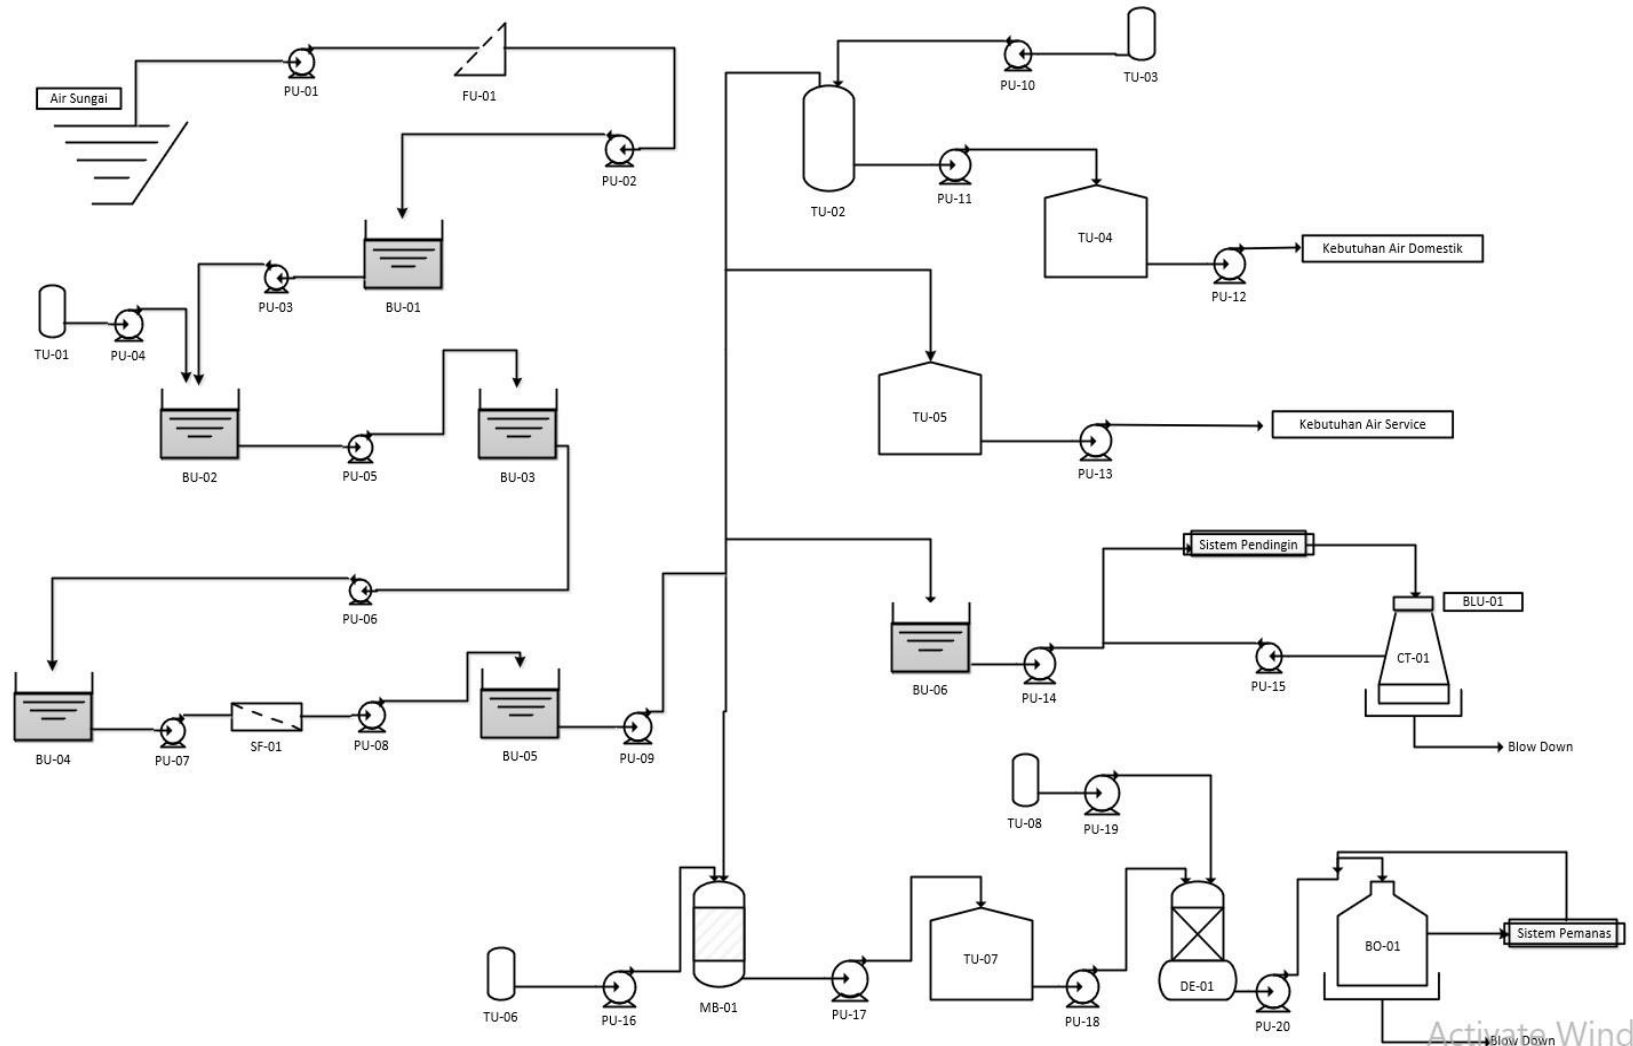 Air Sungai
PU-01
FU-01
PU-02
PU-03
BU-01
TU-01
PU-04
BU-02
PU-05
BU-03
PU-06
BU-04
PU-07
SF-01
PU-08
BU-05
PU-09
TU-03
PU-10
TU-02
PU-11
TU-04
PU-12
Kebutuhan Air Domestik
TU-05
PU-13
Kebutuhan Air Service
Sistem Pendingin
BLU-01
BU-06
PU-14
PU-15
CT-01
Blow Down
TU-08
PU-19
TU-06
PU-16
MB-01
PU-17
TU-07
PU-18
DE-01
PU-20
BO-01
Sistem Pemanas
Blow Down
Activate Wind